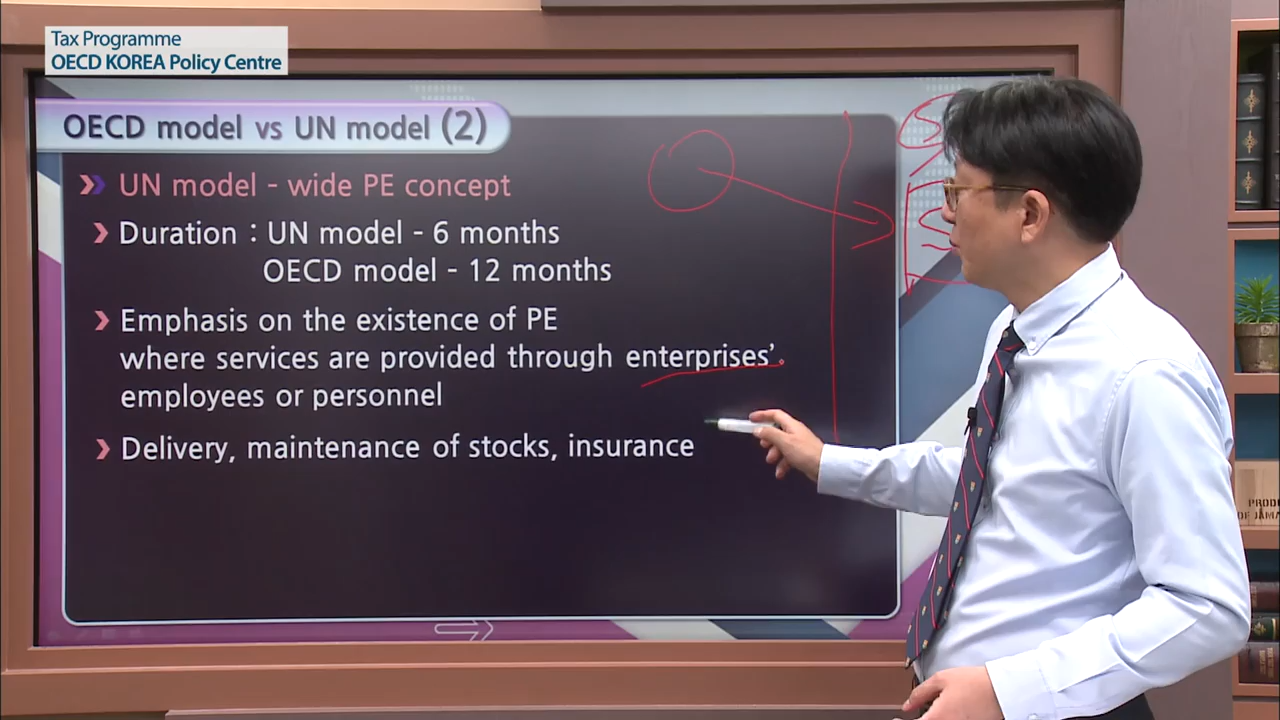 Tax Programme
OECD KOREA Policy Centre
OECD model vs UN model (2)
UN model - wide PE concept
Duration : UN model - 6 months
OECD model - 12 months
Emphasis on the existence of PE
where services are provided through enterprises’
employees or personnel
Delivery, maintenance of stocks, insurance
OF JAMA